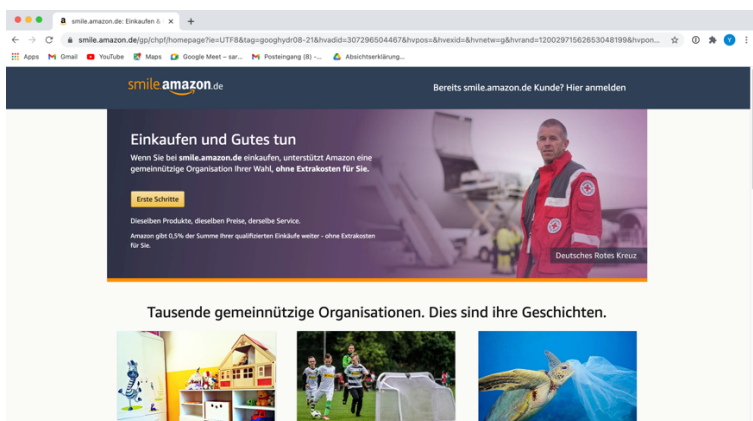 smile.amazon.de: Einkaufen &
smile.amazon.de/gp/chpf/homepage?ie=UTF8&tag=googhydr08-21&hvadid=307296504467&hvpos=&hvexid=&hvnetw=g&hvrand=12002971562653048199&hvpon...
Apps Gmail YouTube Maps Google Meet – sar... Posteingang (8) -... Absichtserklärung...
smile.amazon.de
Bereits smile.amazon.de Kunde? Hier anmelden
Einkaufen und Gutes tun
Wenn Sie bei smile.amazon.de einkaufen, unterstützt Amazon eine
gemeinnützige Organisation Ihrer Wahl, ohne Extrakosten für Sie.
Erste Schritte
Dieselben Produkte, dieselben Preise, derselbe Service.
Amazon gibt 0,5% der Summe Ihrer qualifizierten Einkäufe weiter - ohne Extrakosten
für Sie.
Deutsches Rotes Kreuz
Tausende gemeinnützige Organisationen. Dies sind ihre Geschichten.